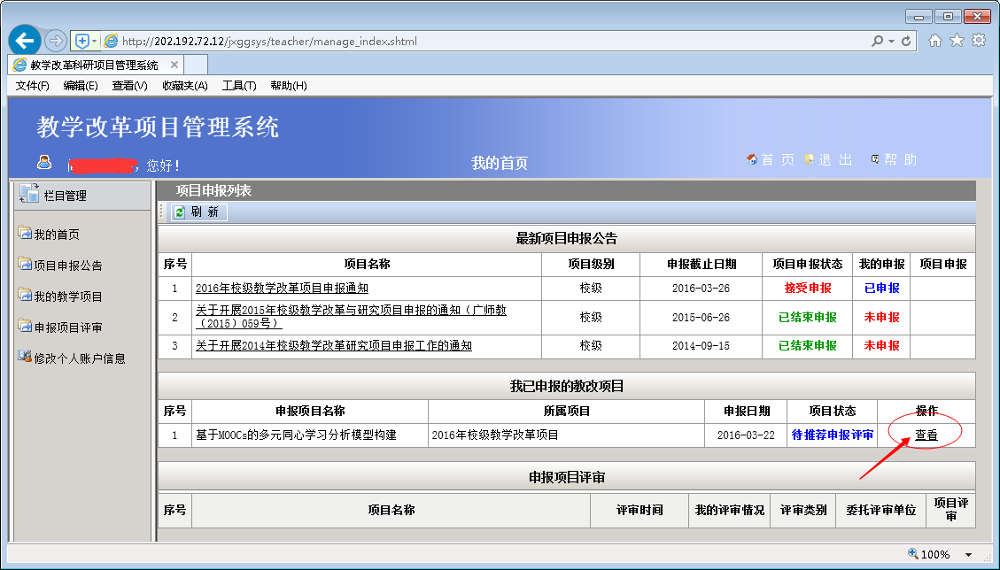 http://202.192.72.12/jxggsys/teacher/manage_index.shtml
教学改革科研项目管理系统
文件(F) 编辑(E) 查看(V) 收藏夹(A) 工具(T) 帮助(H)
教学改革项目管理系统
，您好！ 我的首页 首 页 退 出 帮 助
栏目管理
我的首页
项目申报公告
我的教学项目
申报项目评审
修改个人账户信息
项目申报列表
刷 新
最新项目申报公告
序号 项目名称 项目级别 申报截止日期 项目申报状态 我的申报 项目申报
1 2016年校级教学改革项目申报通知 校级 2016-03-26 接受申报 已申报
2 关于开展2015年校级教学改革与研究项目申报的通知（广师教
（2015）059号） 校级 2015-06-26 已结束申报 未申报
3 关于开展2014年校级教学改革研究项目申报工作的通知 校级 2014-09-15 已结束申报 未申报
我已申报的教改项目
序号 申报项目名称 所属项目 申报日期 项目状态 操作
1 基于MOOCs的多元同心学习分析模型构建 2016年校级教学改革项目 2016-03-22 待推荐申报评审 查看
申报项目评审
序号 项目名称 评审时间 我的评审情况 评审类别 委托评审单位 项目评
审
100%